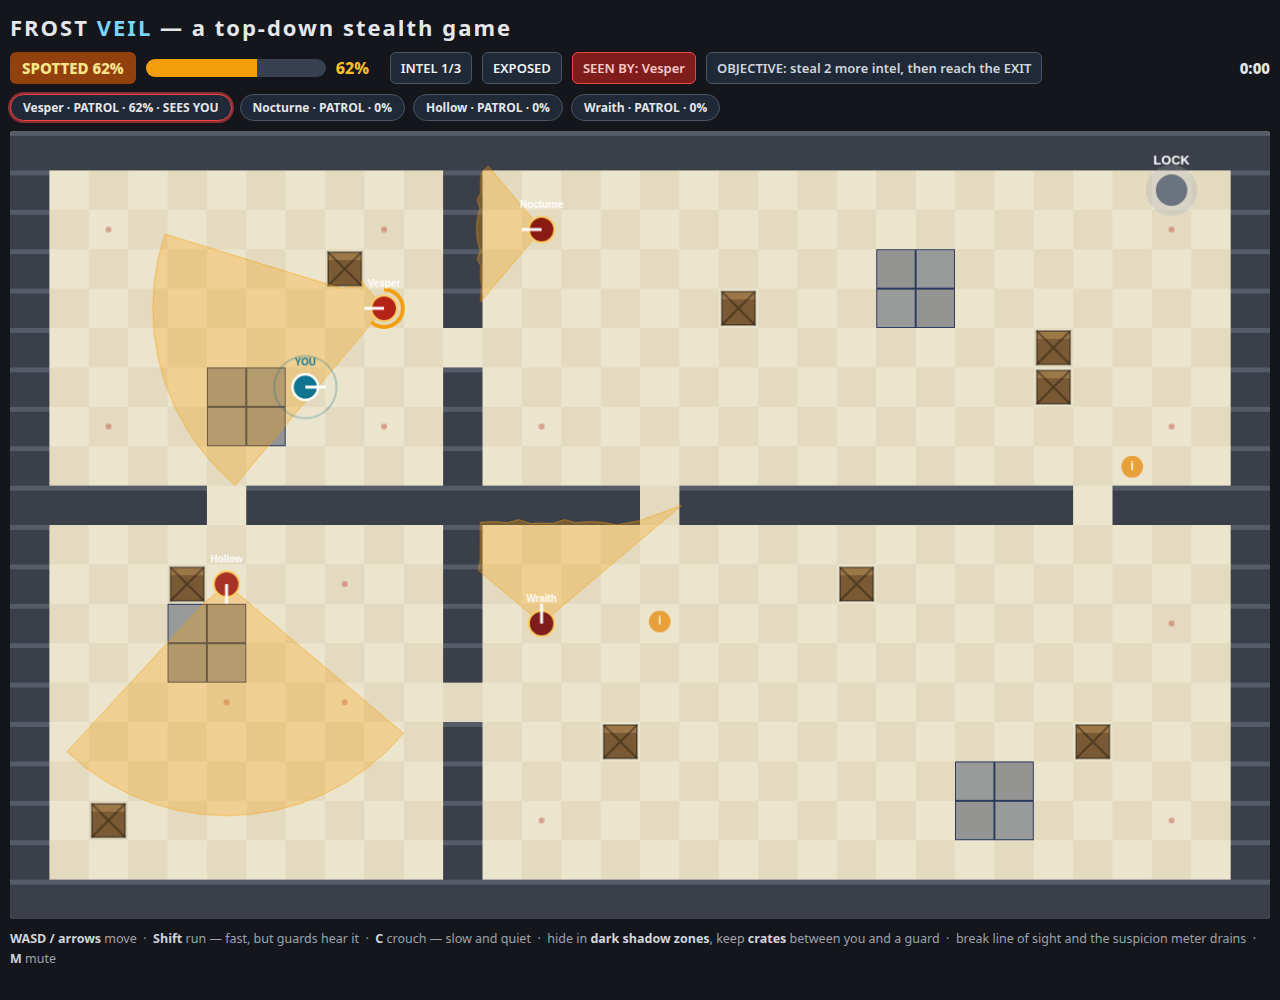 FROST VEIL — a top-down stealth game
SPOTTED 62% 62% INTEL 1/3 EXPOSED SEEN BY: Vesper OBJECTIVE: steal 2 more intel, then reach the EXIT 0:00
Vesper · PATROL · 62% · SEES YOU Nocturne · PATROL · 0% Hollow · PATROL · 0% Wraith · PATROL · 0%
LOCK
Nocturne
Vesper
YOU
i
Hollow
Wraith
i
WASD / arrows move · Shift run — fast, but guards hear it · C crouch — slow and quiet · hide in dark shadow zones, keep crates between you and a guard · break line of sight and the suspicion meter drains ·
M mute